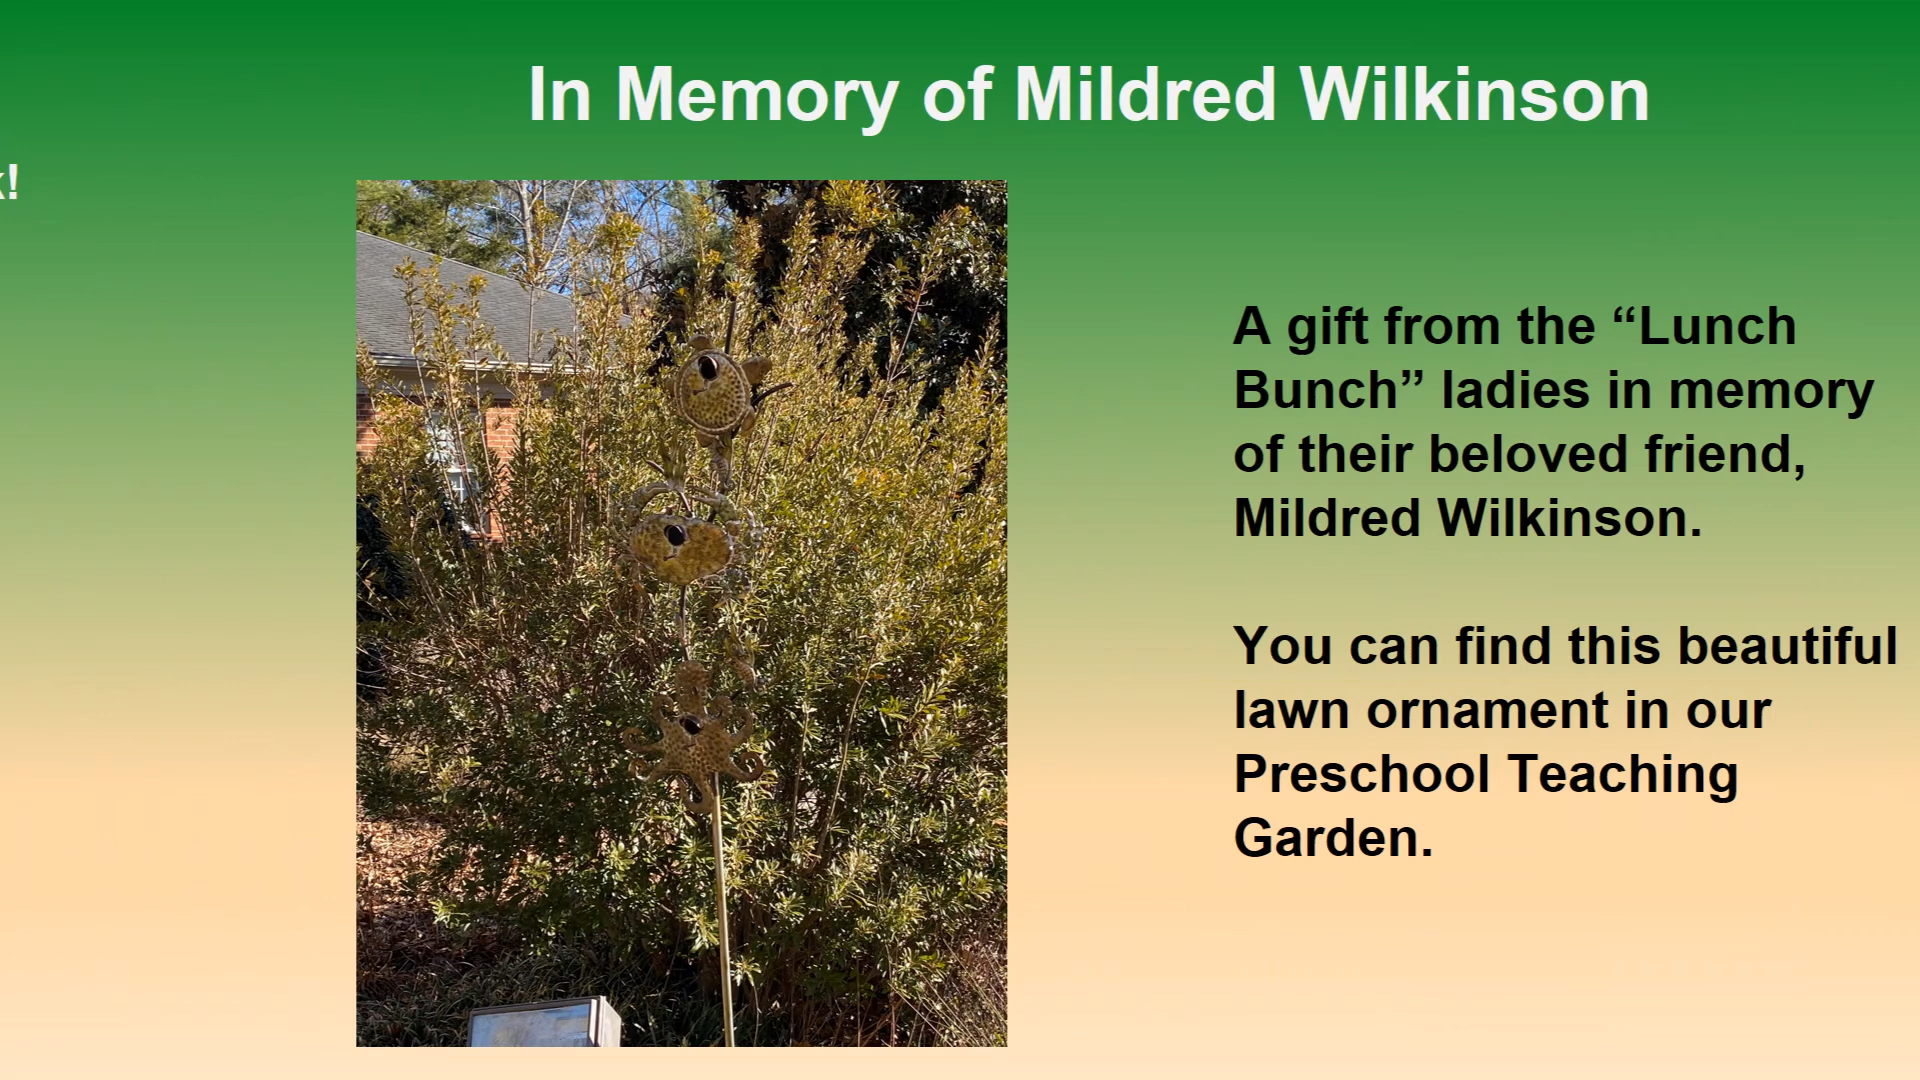 In Memory of Mildred Wilkinson
!
A gift from the “Lunch
Bunch” ladies in memory
of their beloved friend,
Mildred Wilkinson.
You can find this beautiful
lawn ornament in our
Preschool Teaching
Garden.